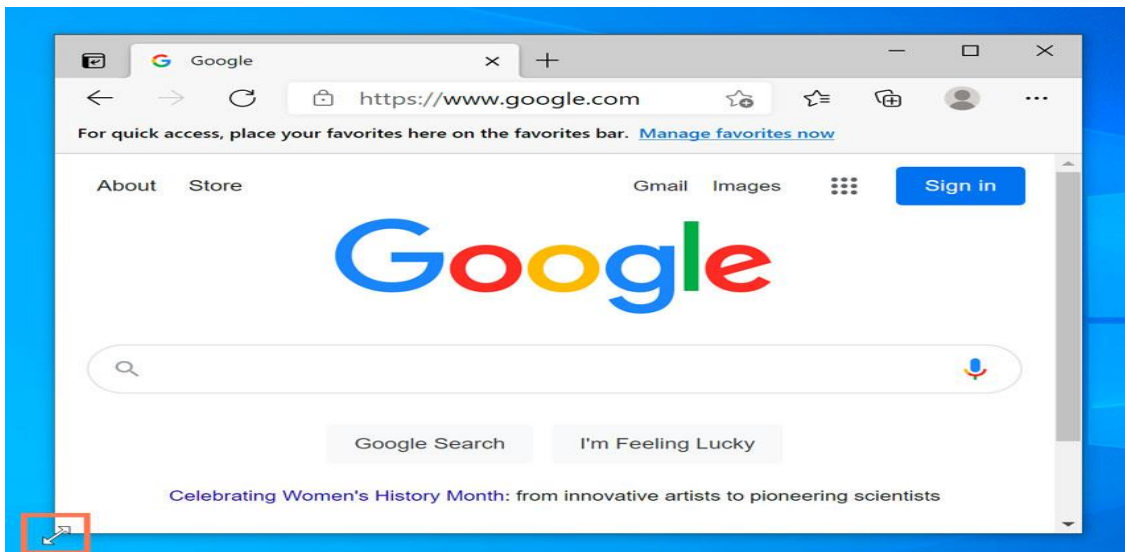 Google
https://www.google.com
For quick access, place your favorites here on the favorites bar. Manage favorites now
About Store Gmail Images Sign in
Google
Google Search I'm Feeling Lucky
Celebrating Women's History Month: from innovative artists to pioneering scientists